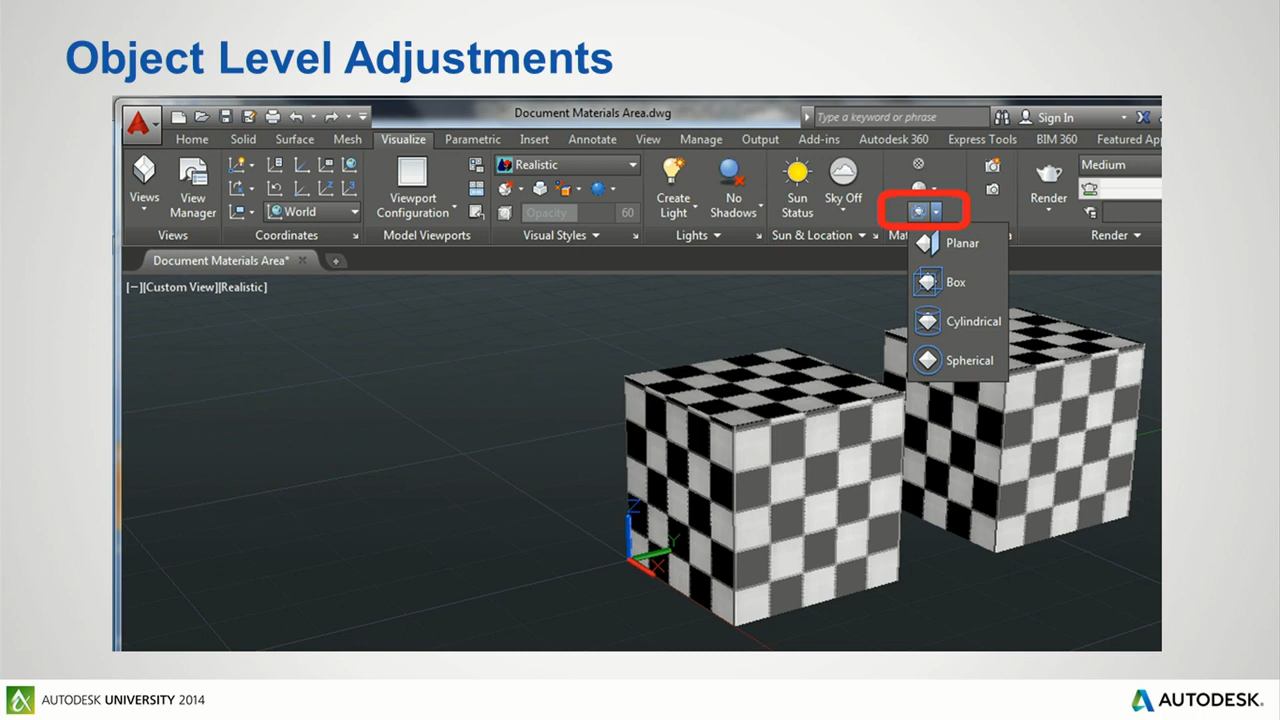 Object Level Adjustments
Document Materials Area.dwg
Type a keyword or phrase
Sign In
Home Solid Surface Mesh Visualize Parametric Insert Annotate View Manage Output Add-ins Autodesk 360 Express Tools BIM 360 Featured App
Realistic
Medium
Views
View
Manager
World
Viewport
Configuration
Opacity 60
Create
Light
No
Shadows
Sun
Status
Sky Off
Render
Views Coordinates Model Viewports Visual Styles Lights Sun & Location Mat Render
Planar
Box
Cylindrical
Spherical
Document Materials Area*
[−][Custom View][Realistic]
Z
Y
X
AUTODESK UNIVERSITY 2014
AUTODESK.